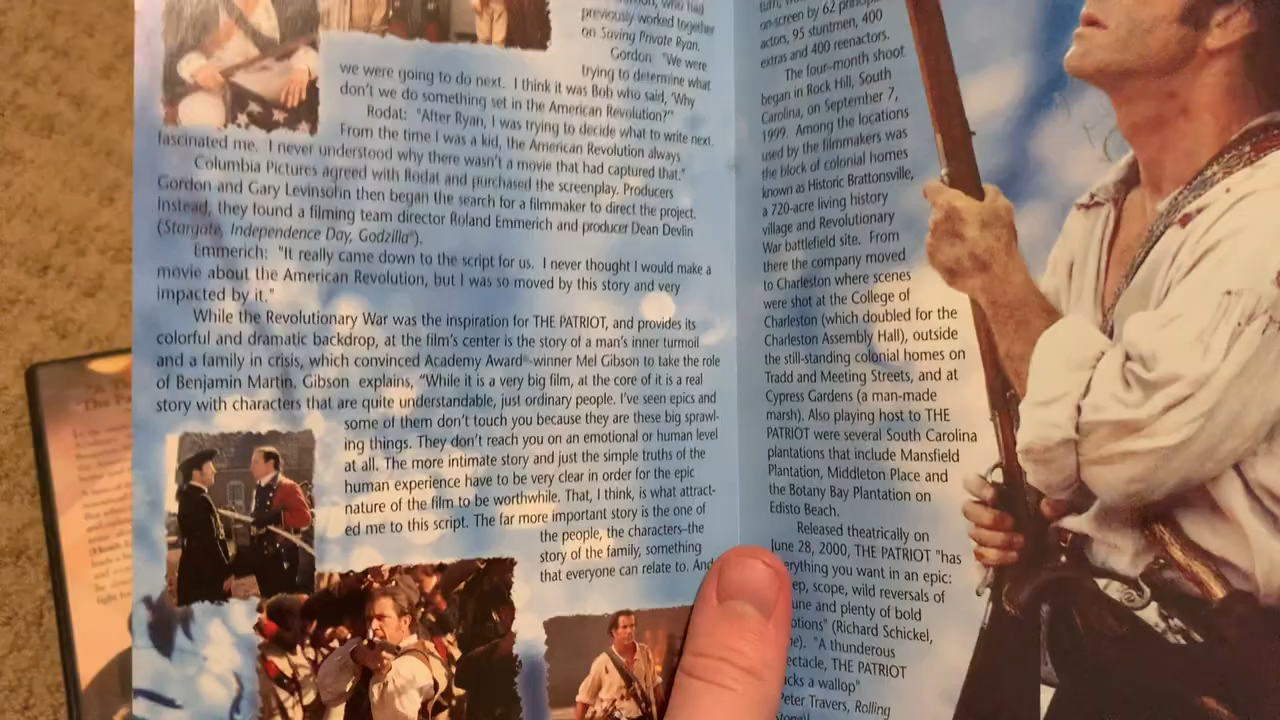 previously worked together
on Saving Private Ryan.
Gordon: "We were
trying to determine what
we were going to do next. I think it was Bob who said, 'Why
don't we do something set in the American Revolution?'"
Rodat: "After Ryan, I was trying to decide what to write next.
From the time I was a kid, the American Revolution always
fascinated me. I never understood why there wasn't a movie that had captured that."
Columbia Pictures agreed with Rodat and purchased the screenplay. Producers
Gordon and Gary Levinsohn then began the search for a filmmaker to direct the project.
Instead, they found a filming team director Roland Emmerich and producer Dean Devlin
(Stargate, Independence Day, Godzilla®).
Emmerich: "It really came down to the script for us. I never thought I would make a
movie about the American Revolution, but I was so moved by this story and very
impacted by it."
While the Revolutionary War was the inspiration for THE PATRIOT, and provides its
colorful and dramatic backdrop, at the film's center is the story of a man's inner turmoil
and a family in crisis, which convinced Academy Award®-winner Mel Gibson to take the role
of Benjamin Martin. Gibson explains, "While it is a very big film, at the core of it is a real
story with characters that are quite understandable, just ordinary people. I've seen epics and
some of them don't touch you because they are these big sprawl-
ing things. They don't reach you on an emotional or human level
at all. The more intimate story and just the simple truths of the
human experience have to be very clear in order for the epic
nature of the film to be worthwhile. That, I think, is what attract-
ed me to this script. The far more important story is the one of
the people, the characters–the
story of the family, something
that everyone can relate to. And
on-screen by 62 principal
actors, 95 stuntmen, 400
extras and 400 reenactors.
The four-month shoot
began in Rock Hill, South
Carolina, on September 7,
1999. Among the locations
used by the filmmakers was
the block of colonial homes
known as Historic Brattonsville,
a 720-acre living history
village and Revolutionary
War battlefield site. From
there the company moved
to Charleston where scenes
were shot at the College of
Charleston (which doubled for the
Charleston Assembly Hall), outside
the still-standing colonial homes on
Tradd and Meeting Streets, and at
Cypress Gardens (a man-made
marsh). Also playing host to THE
PATRIOT were several South Carolina
plantations that include Mansfield
Plantation, Middleton Place and
the Botany Bay Plantation on
Edisto Beach.
Released theatrically on
June 28, 2000, THE PATRIOT "has
everything you want in an epic:
scope, wild reversals of
and plenty of bold
(Richard Schickel,
"A thunderous
THE PATRIOT
a wallop"
Peter Travers, Rolling